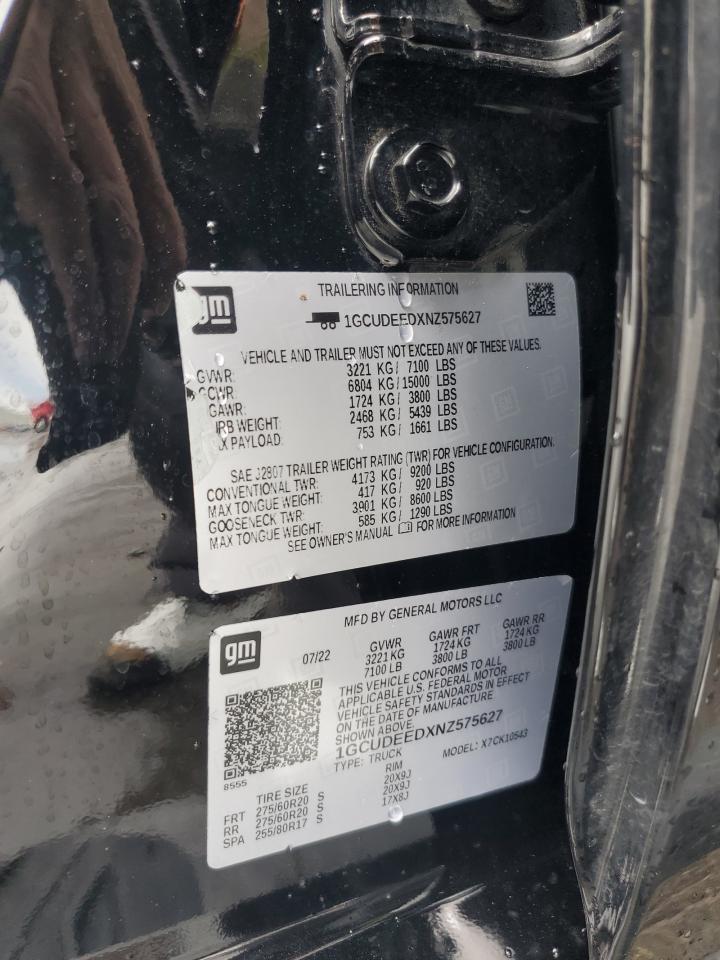 gm
TRAILERING INFORMATION
1GCUDEEDXNZ575627
VEHICLE AND TRAILER MUST NOT EXCEED ANY OF THESE VALUES.
GVWR: 3221 KG/ 7100 LBS
GCWR: 6804 KG/ 15000 LBS
GAWR: 1724 KG/ 3800 LBS
URB WEIGHT: 2468 KG/ 5439 LBS
X PAYLOAD: 753 KG/ 1661 LBS
SAE J2807 TRAILER WEIGHT RATING (TWR) FOR VEHICLE CONFIGURATION.
CONVENTIONAL TWR: 4173 KG/ 9200 LBS
MAX TONGUE WEIGHT: 417 KG/ 920 LBS
GOOSENECK TWR: 3901 KG/ 8600 LBS
MAX TONGUE WEIGHT: 585 KG/ 1290 LBS
SEE OWNER'S MANUAL FOR MORE INFORMATION
gm
MFD BY GENERAL MOTORS LLC
07/22 GVWR GAWR FRT GAWR RR
3221 KG 1724 KG 1724 KG
7100 LB 3800 LB 3800 LB
THIS VEHICLE CONFORMS TO ALL
APPLICABLE U.S. FEDERAL MOTOR
VEHICLE SAFETY STANDARDS IN EFFECT
ON THE DATE OF MANUFACTURE
SHOWN ABOVE.
1GCUDEEDXNZ575627
TYPE: TRUCK MODEL: X7CK10543
8555
TIRE SIZE RIM
FRT 275/60R20 S 20X9J
RR 275/60R20 S 20X9J
SPA 255/80R17 S 17X8J